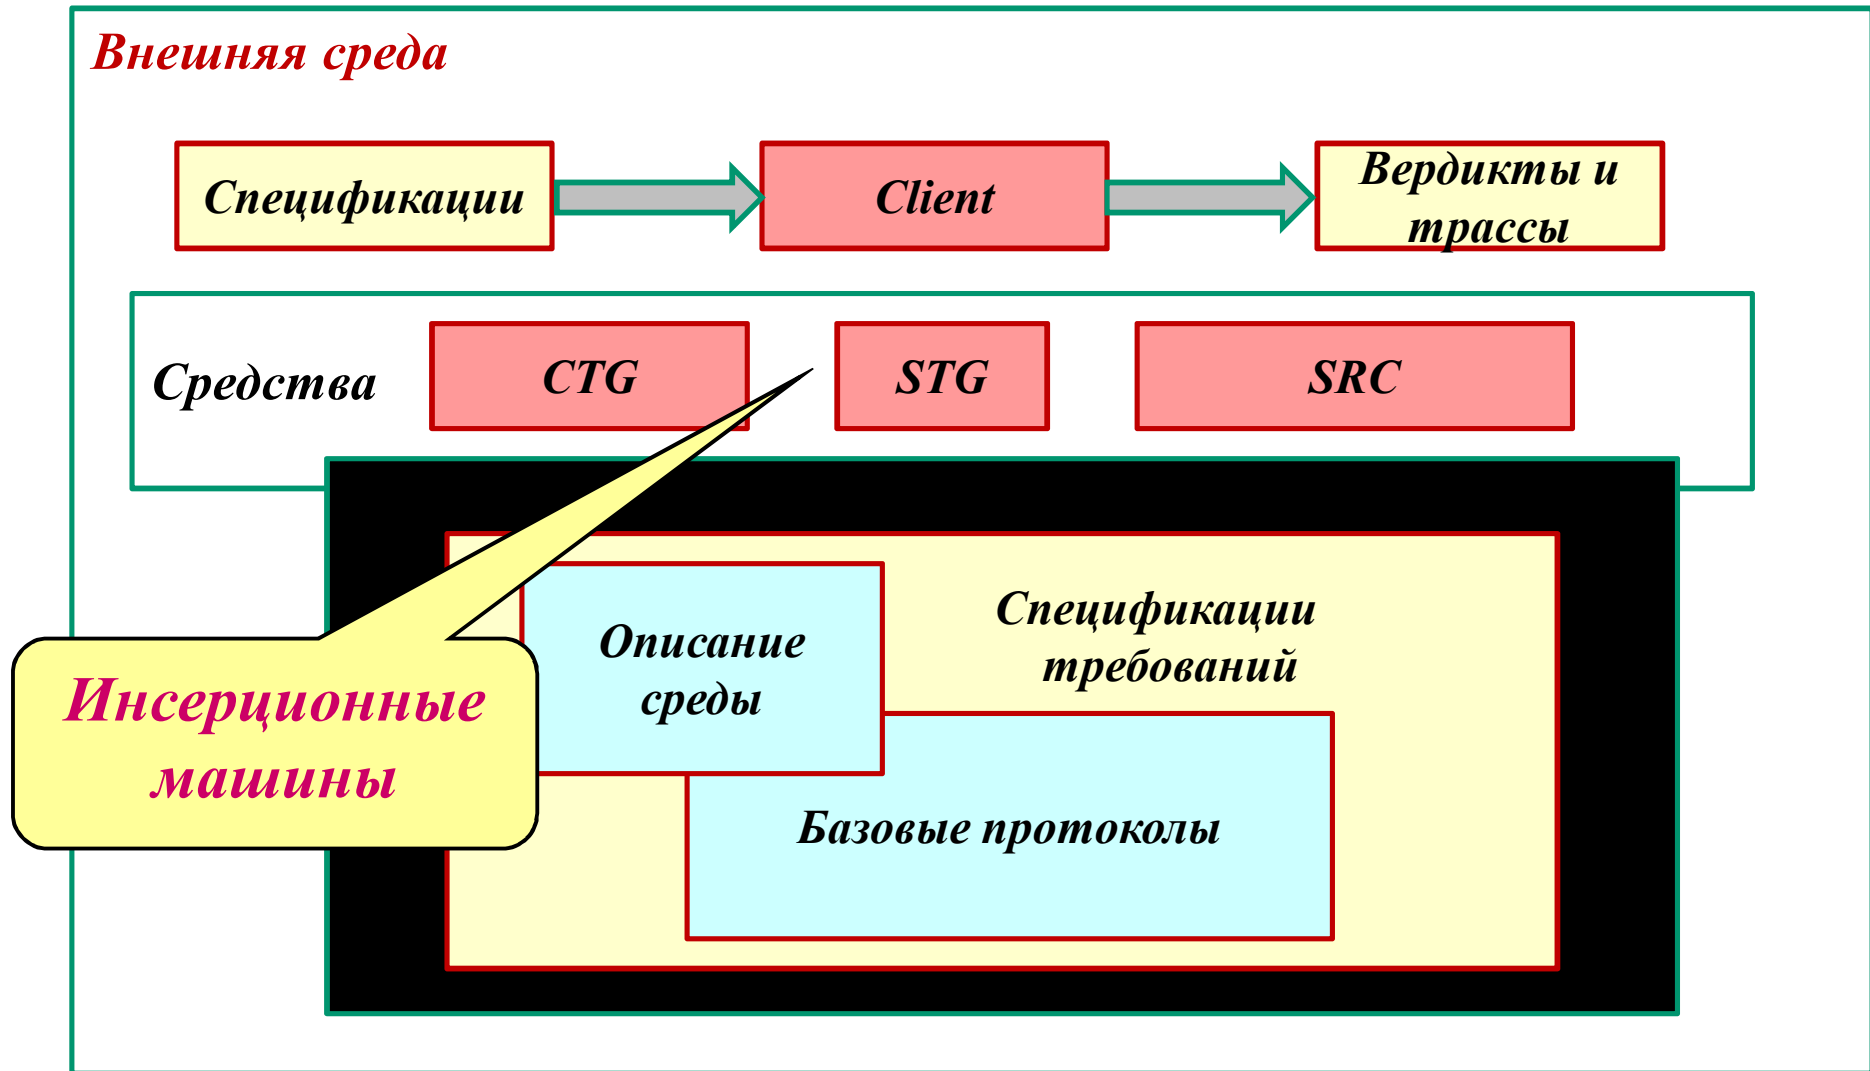 Внешняя среда
Спецификации
Client
Вердикты и
трассы
Средства
CTG
STG
SRC
Спецификации
требований
Описание
среды
Инсерционные
машины
Базовые протоколы